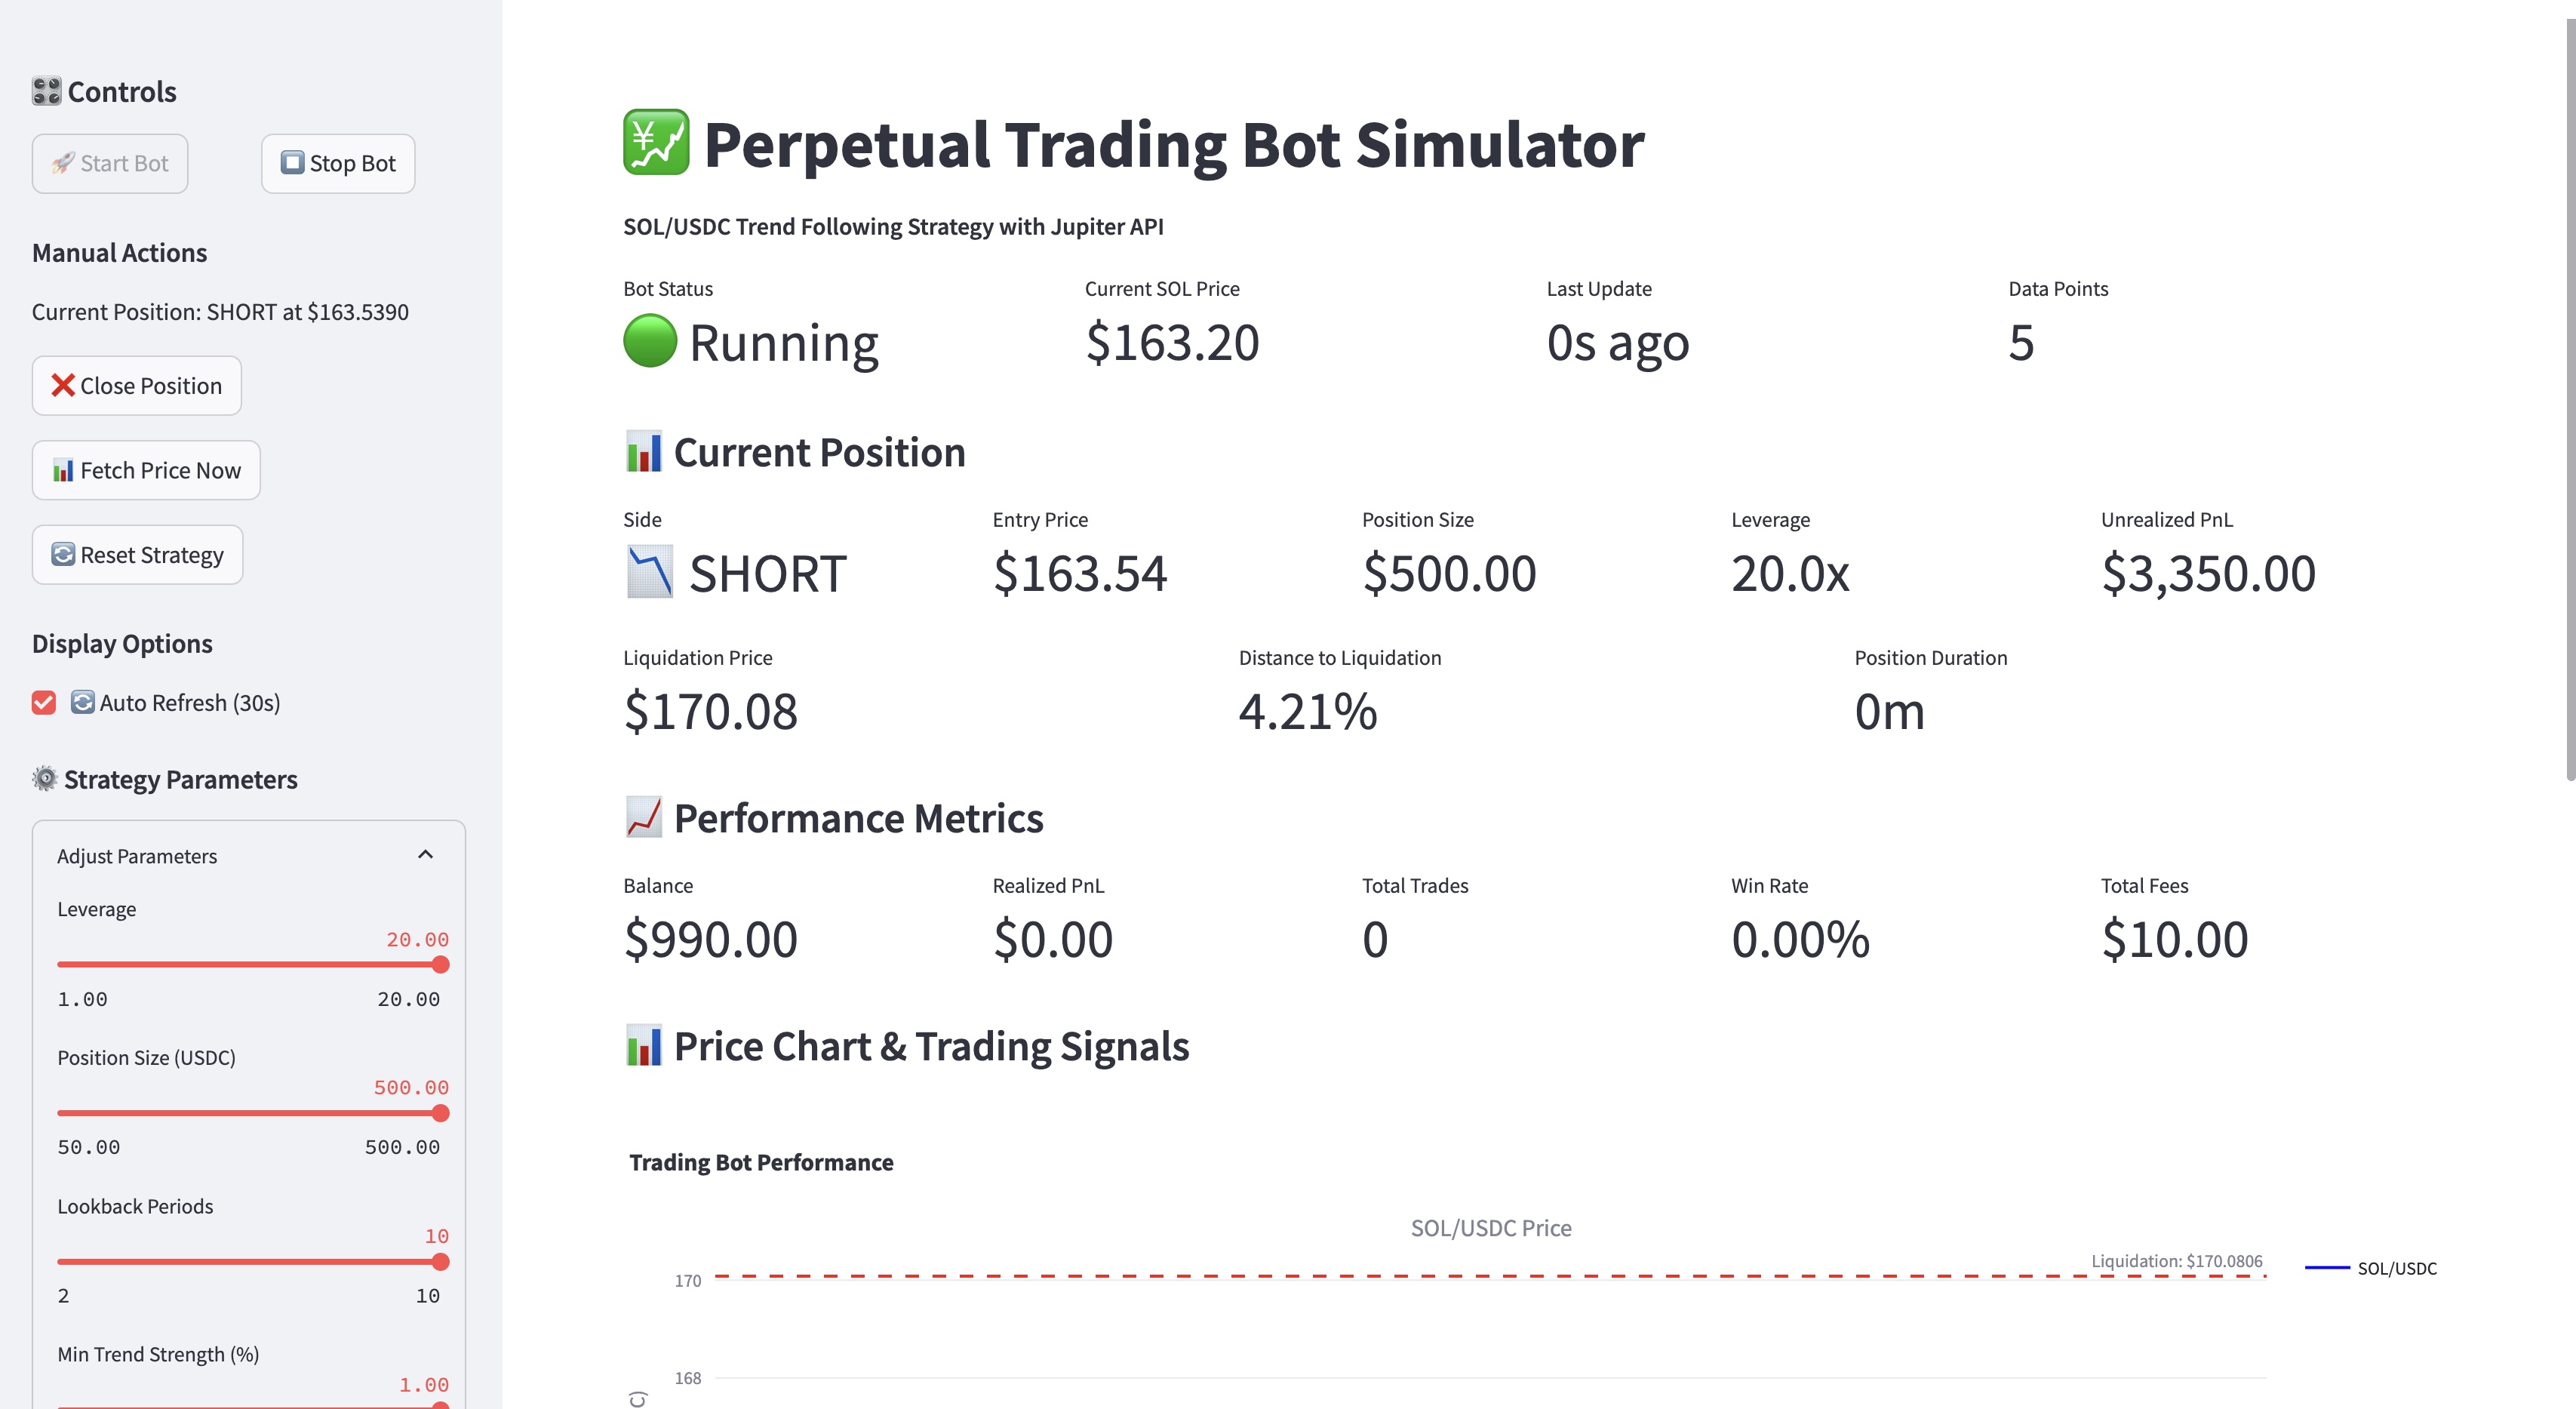 Controls
Start Bot
Stop Bot
Manual Actions
Current Position: SHORT at $163.5390
Close Position
Fetch Price Now
Reset Strategy
Display Options
Auto Refresh (30s)
Strategy Parameters
Adjust Parameters
Leverage
20.00
1.00 20.00
Position Size (USDC)
500.00
50.00 500.00
Lookback Periods
10
2 10
Min Trend Strength (%)
1.00
Perpetual Trading Bot Simulator
SOL/USDC Trend Following Strategy with Jupiter API
Bot Status Current SOL Price Last Update Data Points
Running $163.20 0s ago 5
Current Position
Side Entry Price Position Size Leverage Unrealized PnL
SHORT $163.54 $500.00 20.0x $3,350.00
Liquidation Price Distance to Liquidation Position Duration
$170.08 4.21% 0m
Performance Metrics
Balance Realized PnL Total Trades Win Rate Total Fees
$990.00 $0.00 0 0.00% $10.00
Price Chart & Trading Signals
Trading Bot Performance
SOL/USDC Price
Liquidation: $170.0806
SOL/USDC
170
168
C)